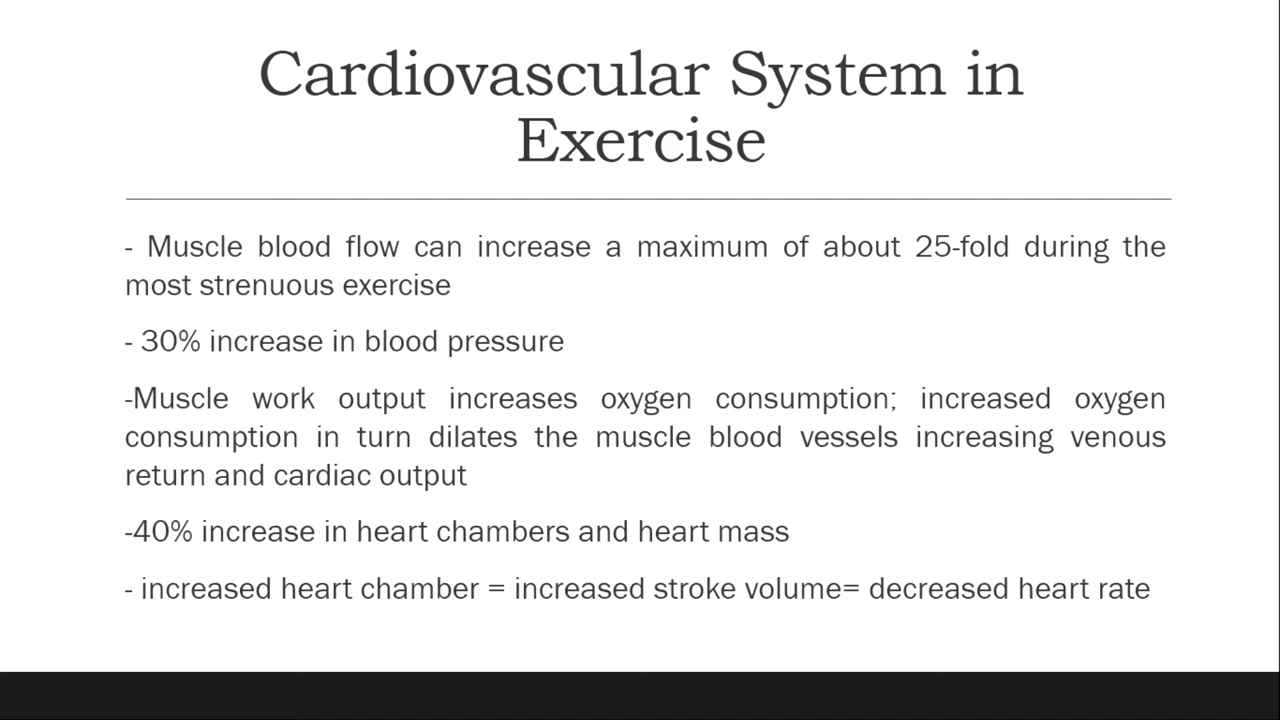 Cardiovascular System in
Exercise
- Muscle blood flow can increase a maximum of about 25-fold during the
most strenuous exercise
- 30% increase in blood pressure
-Muscle work output increases oxygen consumption; increased oxygen
consumption in turn dilates the muscle blood vessels increasing venous
return and cardiac output
-40% increase in heart chambers and heart mass
- increased heart chamber = increased stroke volume= decreased heart rate